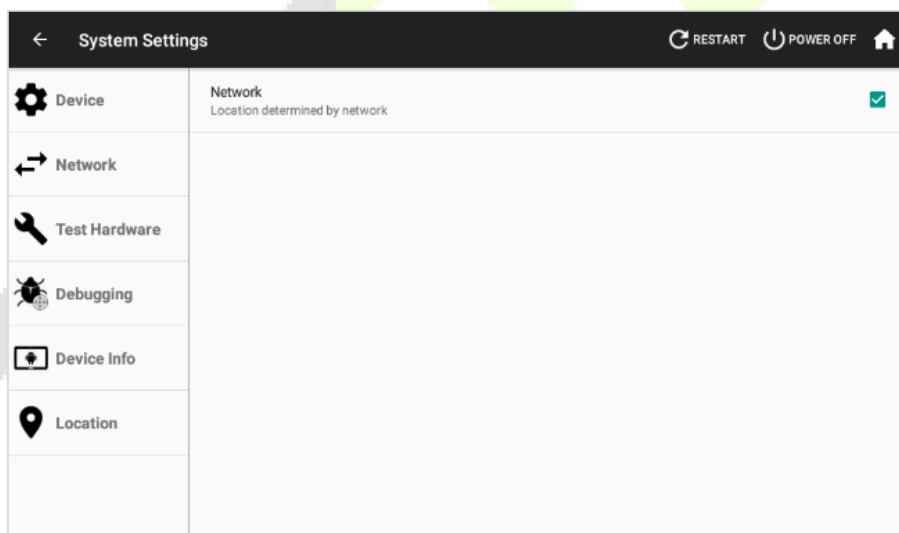 System Settings
RESTART
POWER OFF
Device
Network
Location determined by network
Network
Test Hardware
Debugging
Device Info
Location